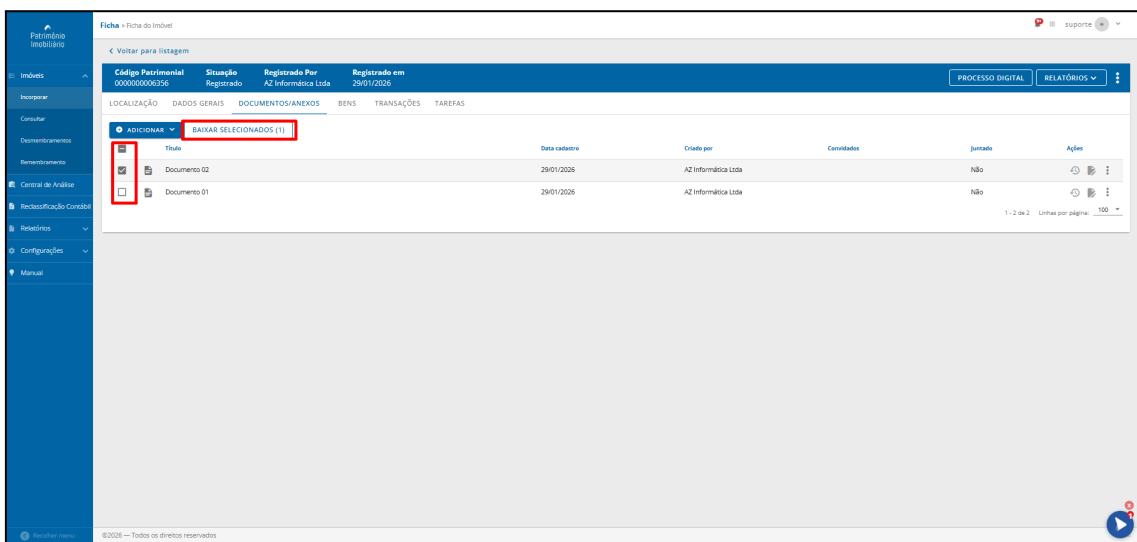 Patrimônio
Imobiliário
Ficha » Ficha do Imóvel
suporte
Voltar para listagem
Imóveis
Incorporar
Consultar
Desmembramentos
Remembramento
Central de Análise
Reclassificação Contábil
Relatórios
Configurações
Manual
Código Patrimonial Situação Registrado Por Registrado em
0000000006356 Registrado AZ Informática Ltda 29/01/2026
PROCESSO DIGITAL RELATÓRIOS
LOCALIZAÇÃO DADOS GERAIS DOCUMENTOS/ANEXOS BENS TRANSAÇÕES TAREFAS
ADICIONAR BAIXAR SELECIONADOS (1)
Título Data cadastro Criado por Convidados Juntado Ações
Documento 02 29/01/2026 AZ Informática Ltda Não
Documento 01 29/01/2026 AZ Informática Ltda Não
1 - 2 de 2 Linhas por página: 100
Recolher menu
©2026 — Todos os direitos reservados